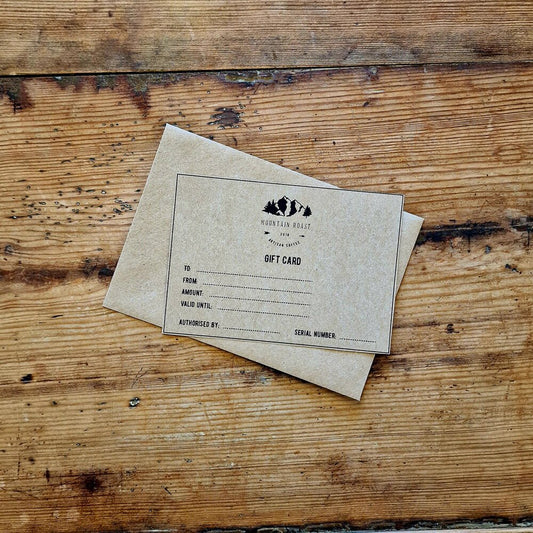 MOUNTAIN ROAST
2018
ARTISAN COFFEE
GIFT CARD
TO:
FROM:
AMOUNT:
VALID UNTIL:
AUTHORISED BY: SERIAL NUMBER: